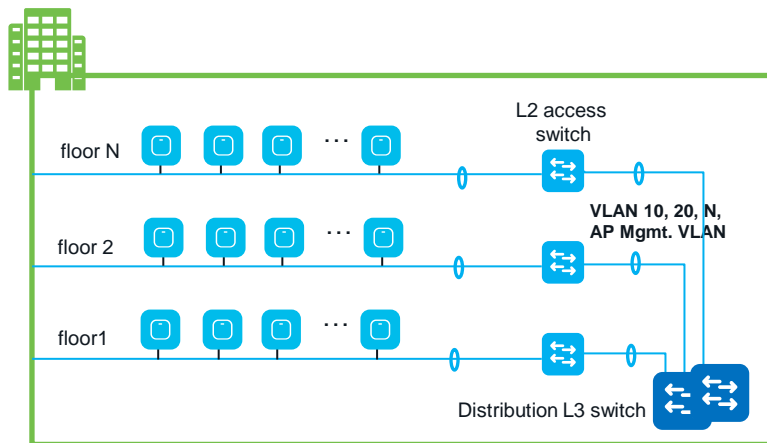 L2 access
switch
floor N
...
VLAN 10, 20, N,
AP Mgmt. VLAN
floor 2
...
floor1
...
Distribution L3 switch